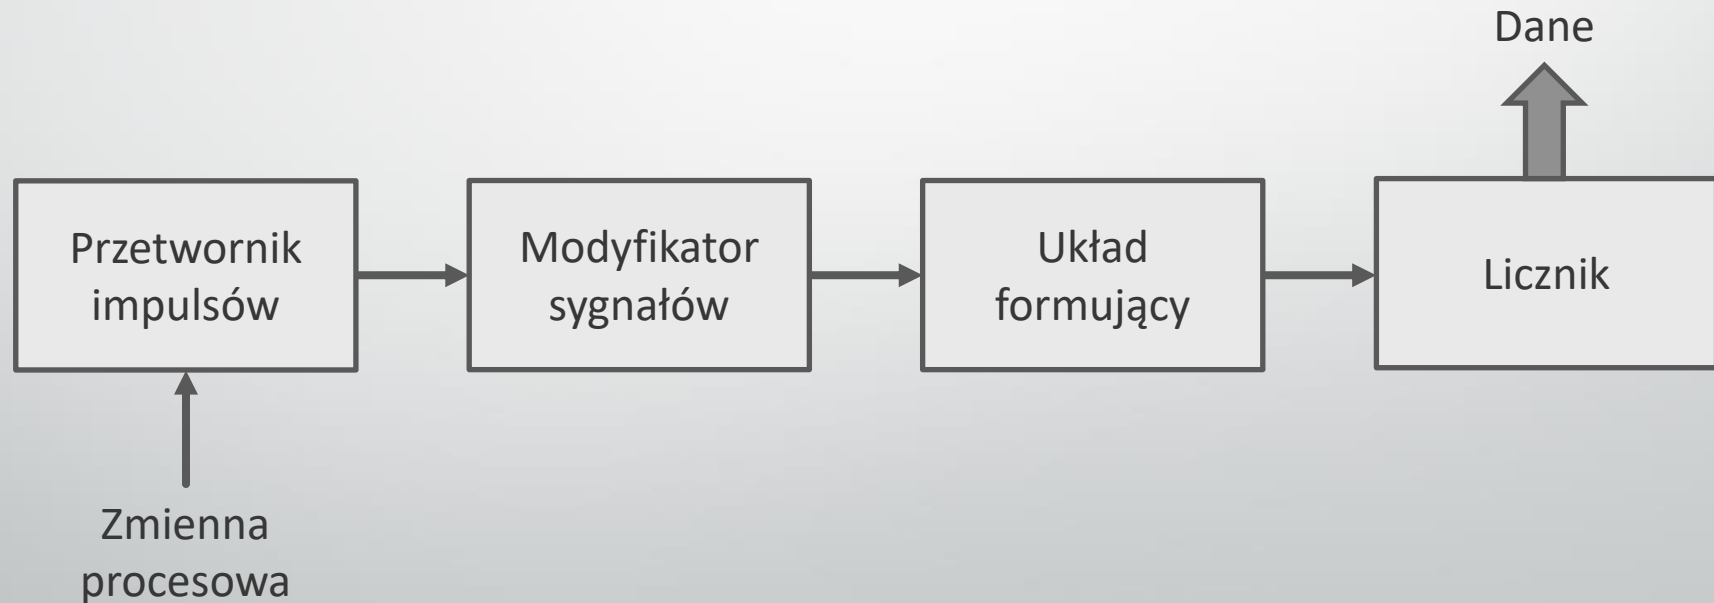 Dane
Przetwornik
impulsów
Modyfikator
sygnałów
Układ
formujący
Licznik
Zmienna
procesowa